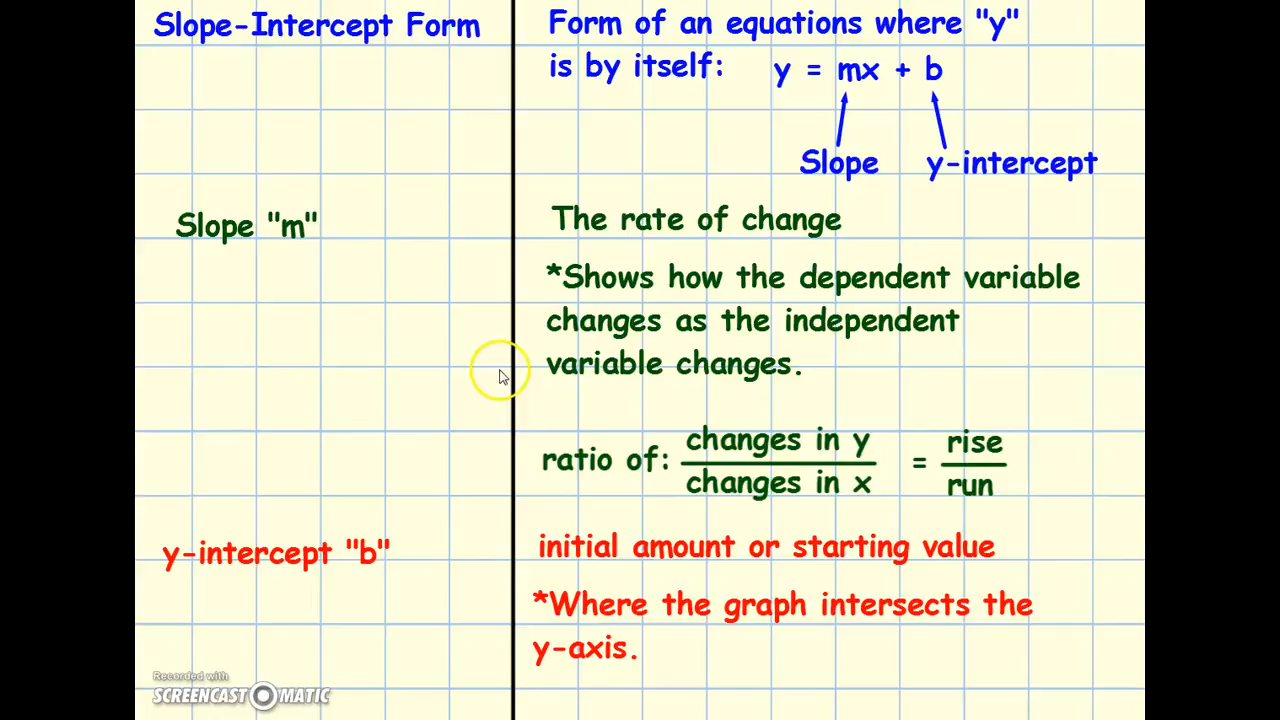 Slope-Intercept Form
Form of an equations where "y"
is by itself: y = mx + b
Slope y-intercept
Slope "m"
The rate of change
*Shows how the dependent variable
changes as the independent
variable changes.
ratio of: changes in y / changes in x = rise / run
y-intercept "b"
initial amount or starting value
*Where the graph intersects the
y-axis.
Recorded with
SCREENCAST MATIC